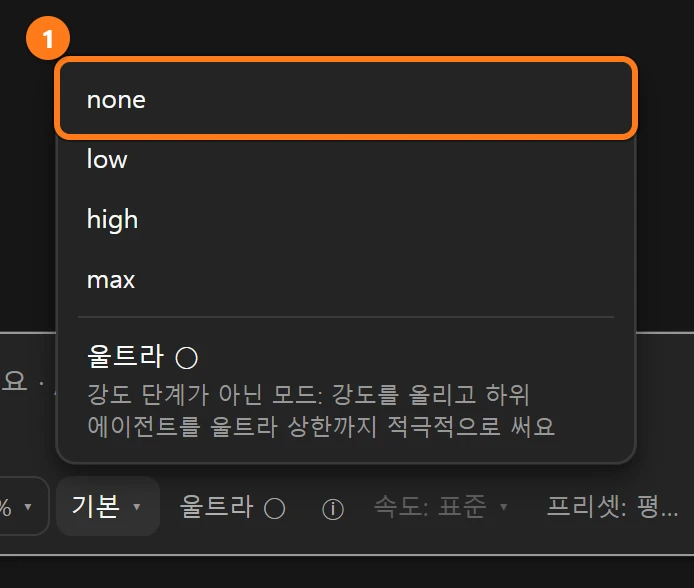 1
none
low
high
max
울트라 ○
강도 단계가 아닌 모드: 강도를 올리고 하위
에이전트를 울트라 상한까지 적극적으로 써요
요 ·
% ▾ 기본 ▾ 울트라 ○ ⓘ 속도: 표준 ▾ 프리셋: 평...